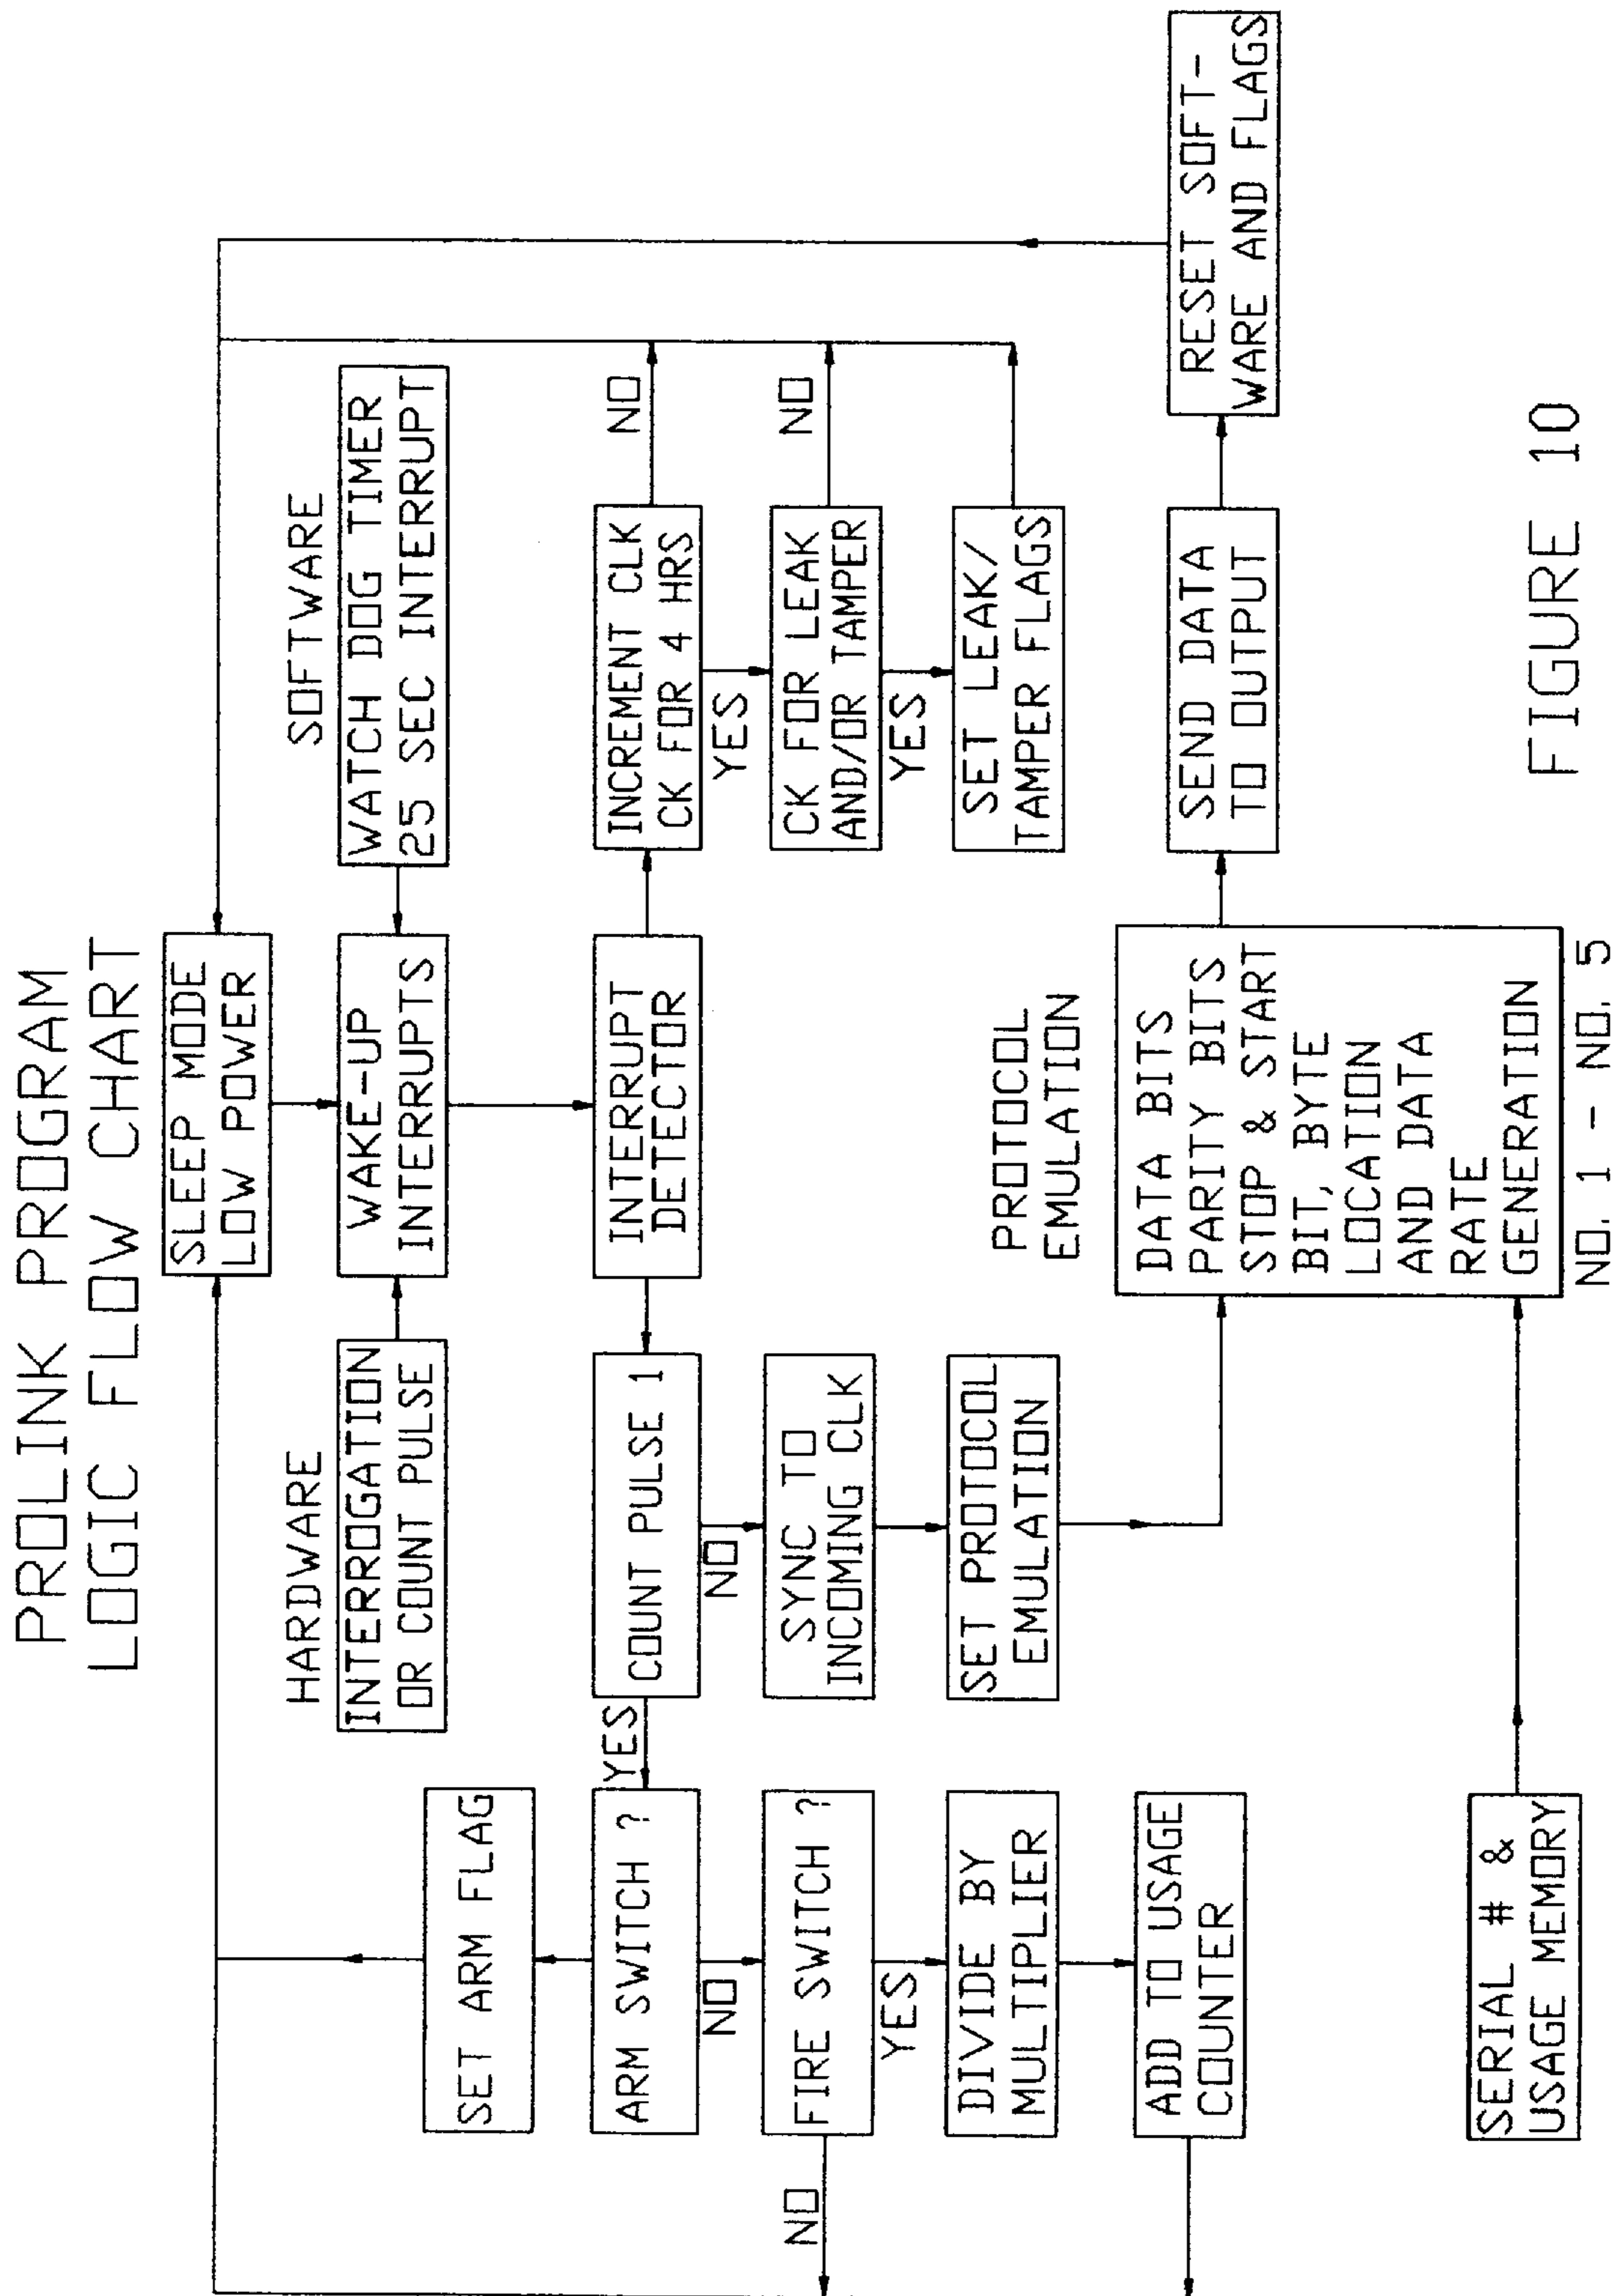 PROLINK PROGRAM
LOGIC FLOW CHART
SLEEP MODE
LOW POWER
HARDWARE
SOFTWARE
INTERROGATION
OR COUNT PULSE
WAKE-UP
INTERRUPTS
WATCH DOG TIMER
25 SEC INTERRUPT
SET ARM FLAG
ARM SWITCH ?
YES
COUNT PULSE 1
INTERRUPT
DETECTOR
INCREMENT CLK
CK FOR 4 HRS
NO
NO
NO
YES
NO
FIRE SWITCH ?
SYNC TO
INCOMING CLK
CK FOR LEAK
AND/OR TAMPER
NO
YES
YES
DIVIDE BY
MULTIPLIER
SET PROTOCOL
EMULATION
SET LEAK/
TAMPER FLAGS
PROTOCOL
EMULATION
ADD TO USAGE
COUNTER
DATA BITS
PARITY BITS
STOP & START
BIT, BYTE
LOCATION
AND DATA
RATE
GENERATION
SEND DATA
TO OUTPUT
RESET SOFT-
WARE AND FLAGS
SERIAL # &
USAGE MEMORY
NO. 1 - NO. 5
FIGURE 10